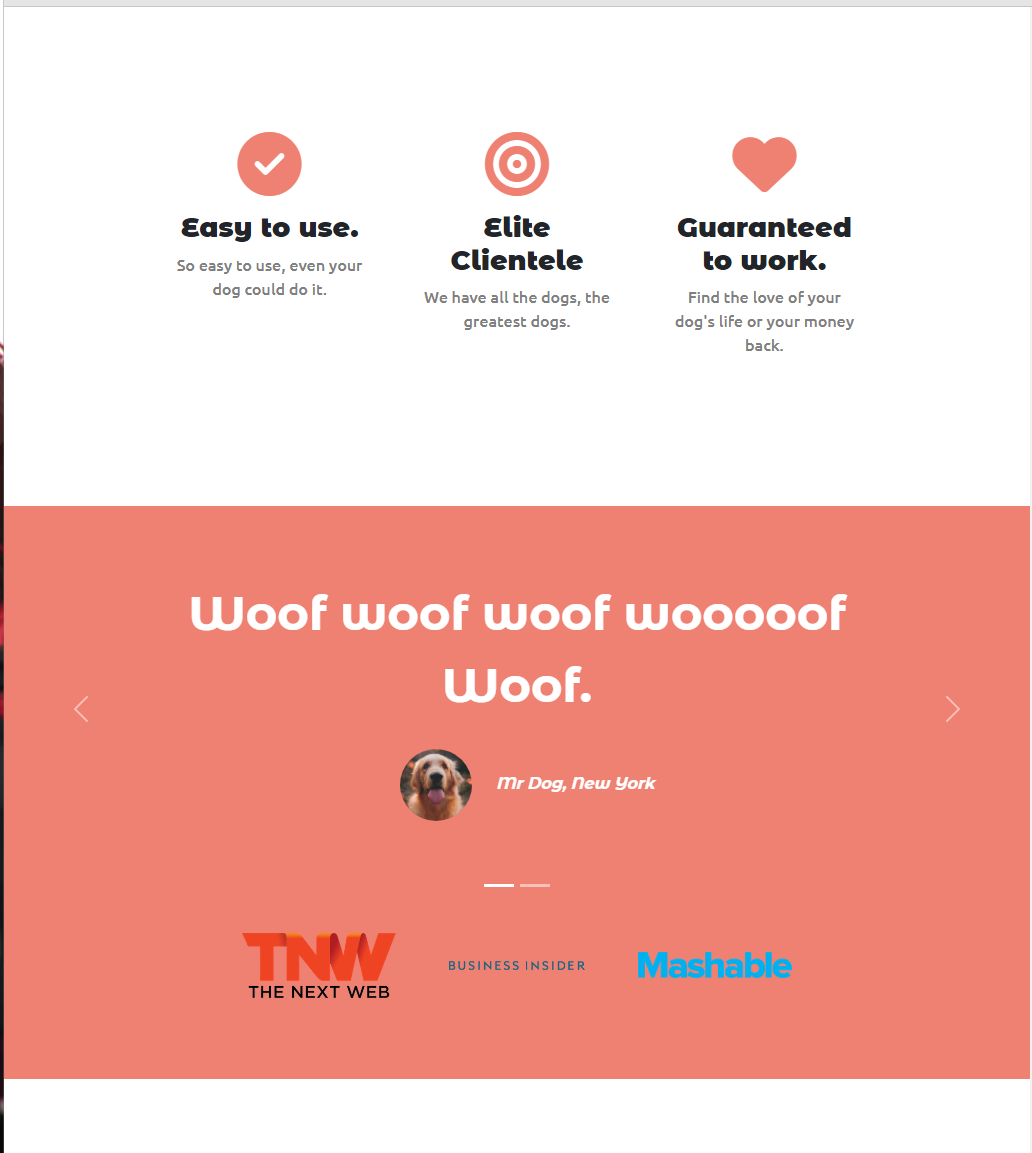 Easy to use.
So easy to use, even your
dog could do it.
Elite
Clientele
We have all the dogs, the
greatest dogs.
Guaranteed
to work.
Find the love of your
dog's life or your money
back.
Woof woof woof wooooof
Woof.
Mr Dog, New York
TNW
THE NEXT WEB
BUSINESS INSIDER
Mashable